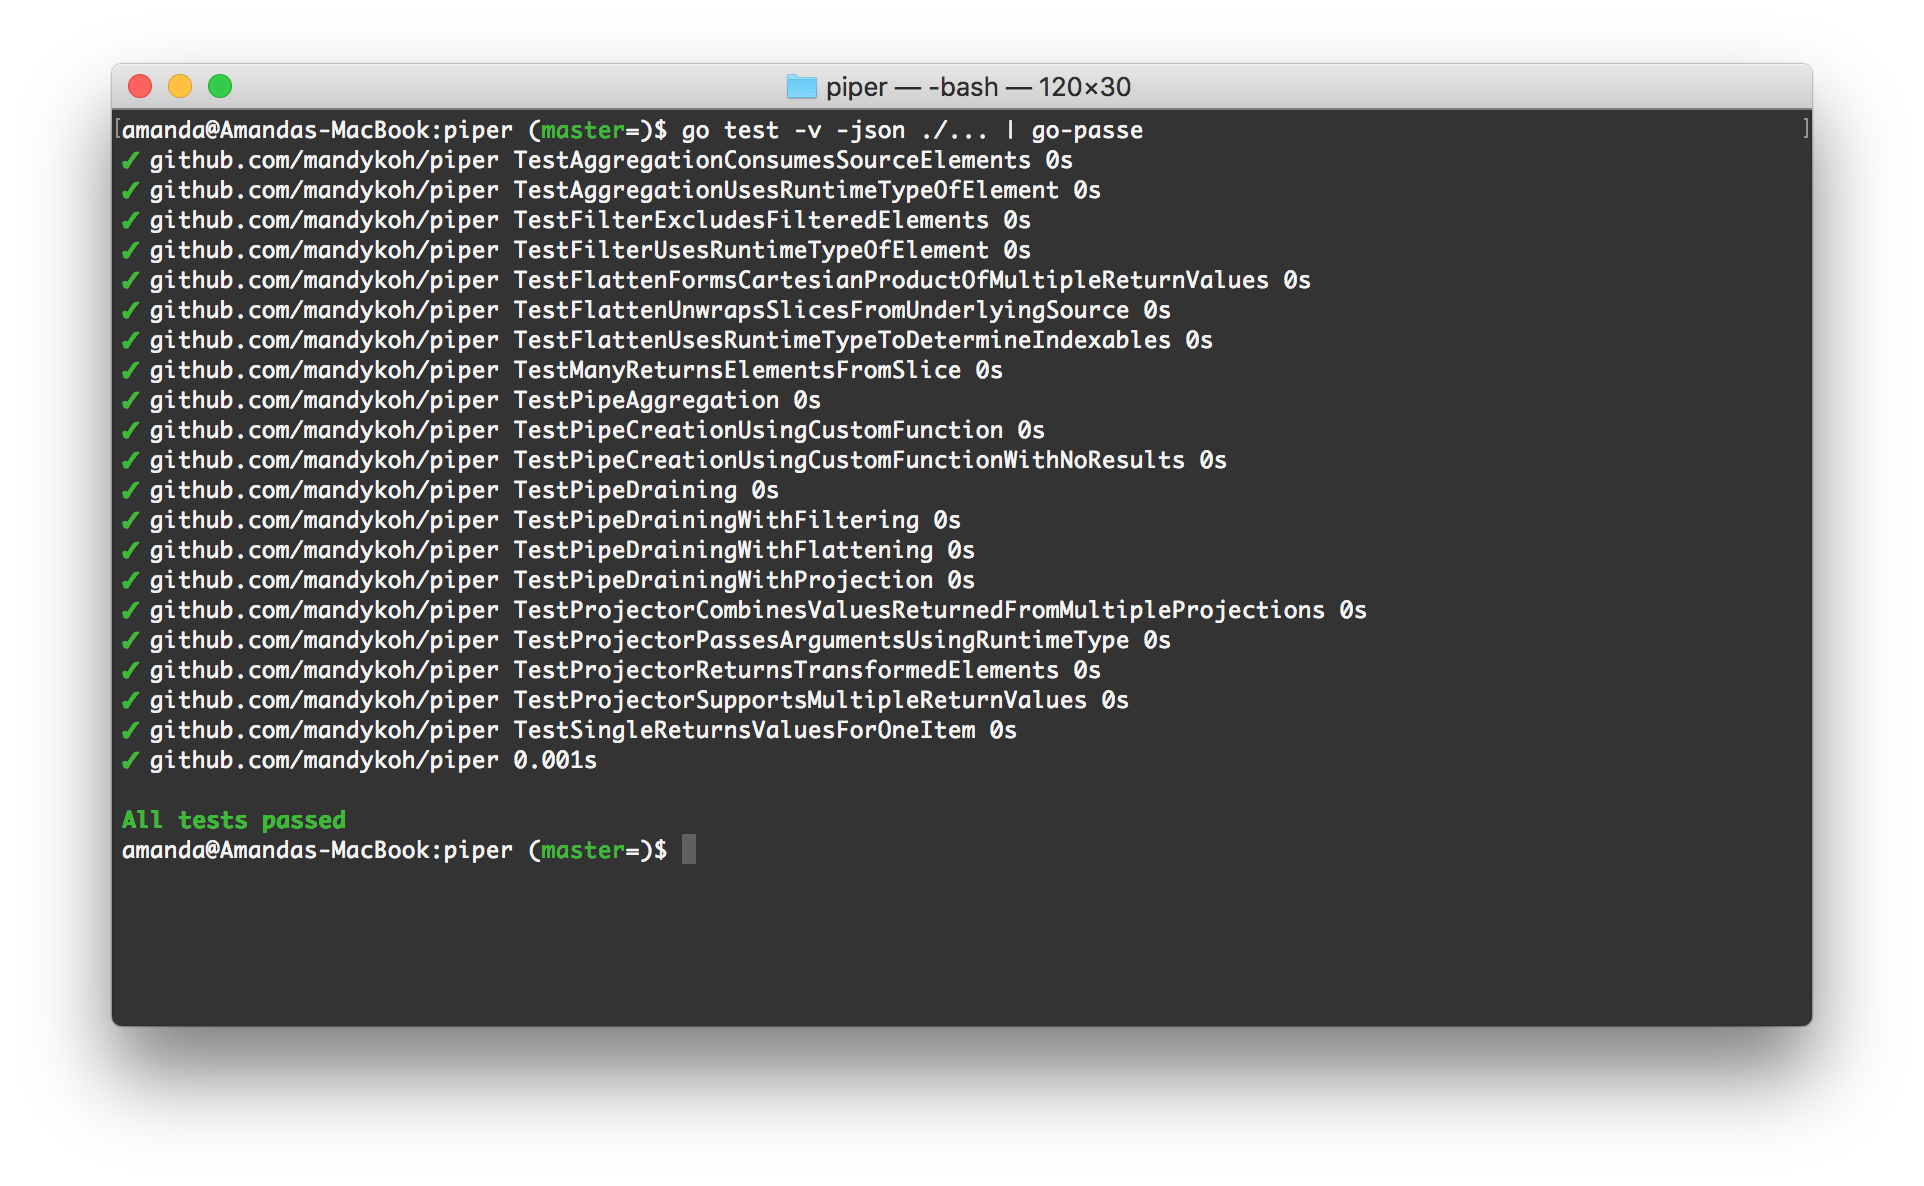 piper — -bash — 120×30
[amanda@Amandas-MacBook:piper (master=)$ go test -v -json ./... | go-passe ]
✔ github.com/mandykoh/piper TestAggregationConsumesSourceElements 0s
✔ github.com/mandykoh/piper TestAggregationUsesRuntimeTypeOfElement 0s
✔ github.com/mandykoh/piper TestFilterExcludesFilteredElements 0s
✔ github.com/mandykoh/piper TestFilterUsesRuntimeTypeOfElement 0s
✔ github.com/mandykoh/piper TestFlattenFormsCartesianProductOfMultipleReturnValues 0s
✔ github.com/mandykoh/piper TestFlattenUnwrapsSlicesFromUnderlyingSource 0s
✔ github.com/mandykoh/piper TestFlattenUsesRuntimeTypeToDetermineIndexables 0s
✔ github.com/mandykoh/piper TestManyReturnsElementsFromSlice 0s
✔ github.com/mandykoh/piper TestPipeAggregation 0s
✔ github.com/mandykoh/piper TestPipeCreationUsingCustomFunction 0s
✔ github.com/mandykoh/piper TestPipeCreationUsingCustomFunctionWithNoResults 0s
✔ github.com/mandykoh/piper TestPipeDraining 0s
✔ github.com/mandykoh/piper TestPipeDrainingWithFiltering 0s
✔ github.com/mandykoh/piper TestPipeDrainingWithFlattening 0s
✔ github.com/mandykoh/piper TestPipeDrainingWithProjection 0s
✔ github.com/mandykoh/piper TestProjectorCombinesValuesReturnedFromMultipleProjections 0s
✔ github.com/mandykoh/piper TestProjectorPassesArgumentsUsingRuntimeType 0s
✔ github.com/mandykoh/piper TestProjectorReturnsTransformedElements 0s
✔ github.com/mandykoh/piper TestProjectorSupportsMultipleReturnValues 0s
✔ github.com/mandykoh/piper TestSingleReturnsValuesForOneItem 0s
✔ github.com/mandykoh/piper 0.001s
All tests passed
amanda@Amandas-MacBook:piper (master=)$